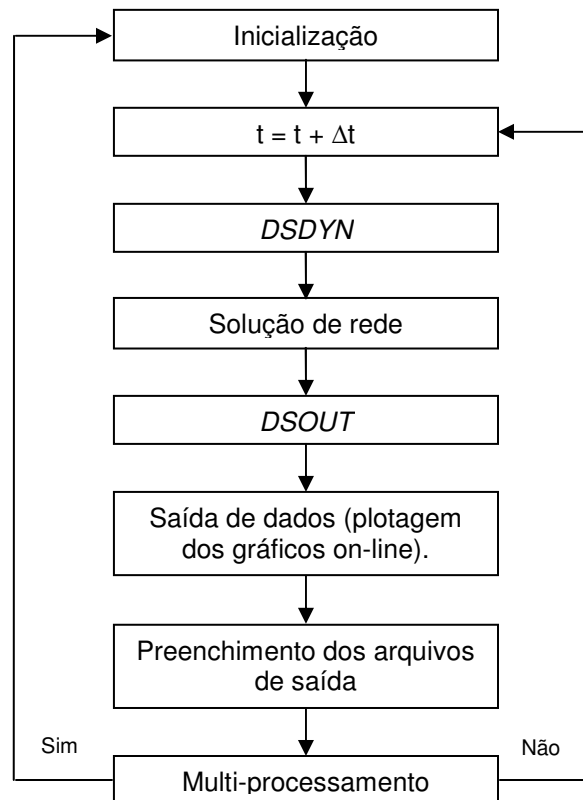 Inicialização
t = t + Δt
DSDYN
Solução de rede
DSOUT
Saída de dados (plotagem
dos gráficos on-line).
Preenchimento dos arquivos
de saída
Sim
Não
Multi-processamento